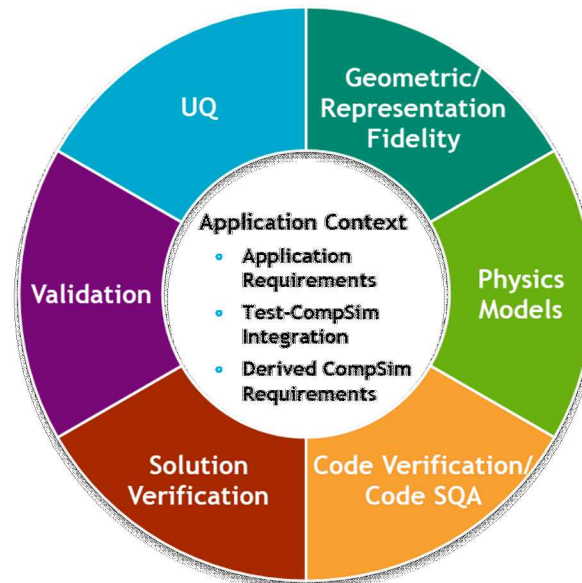 UQ
Geometric/
Representation
Fidelity
Physics
Models
Code Verification/
Code SQA
Solution
Verification
Validation
Application Context
Application
Requirements
Test-CompSim
Integration
Derived CompSim
Requirements